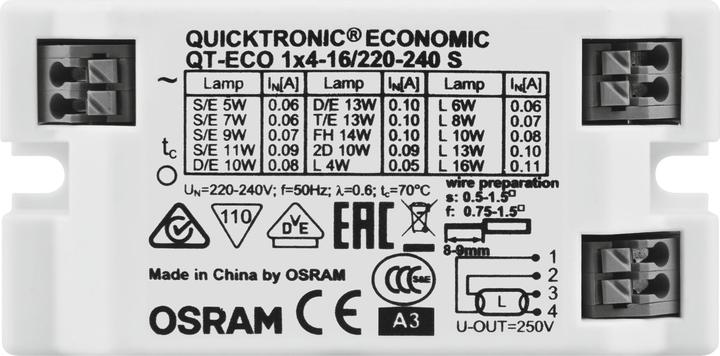 QUICKTRONIC® ECONOMIC
QT-ECO 1x4-16/220-240 S
~
Lamp IN[A] Lamp IN[A] Lamp IN[A]
S/E 5W 0.06 D/E 13W 0.10 L 6W 0.06
S/E 7W 0.06 T/E 13W 0.10 L 8W 0.07
S/E 9W 0.07 FH 14W 0.10 L 10W 0.08
S/E 11W 0.09 2D 10W 0.09 L 13W 0.10
D/E 10W 0.08 L 4W 0.05 L 16W 0.11
tc
UN=220-240V; f=50Hz; λ=0.6; tc=70°C
wire preparation
s: 0.5-1.5□
f: 0.75-1.5□
8-9mm
110
DVE
EAC
Made in China by OSRAM
CCC S&E
OSRAM CE
A3
1
2
3
4
L
U-OUT=250V